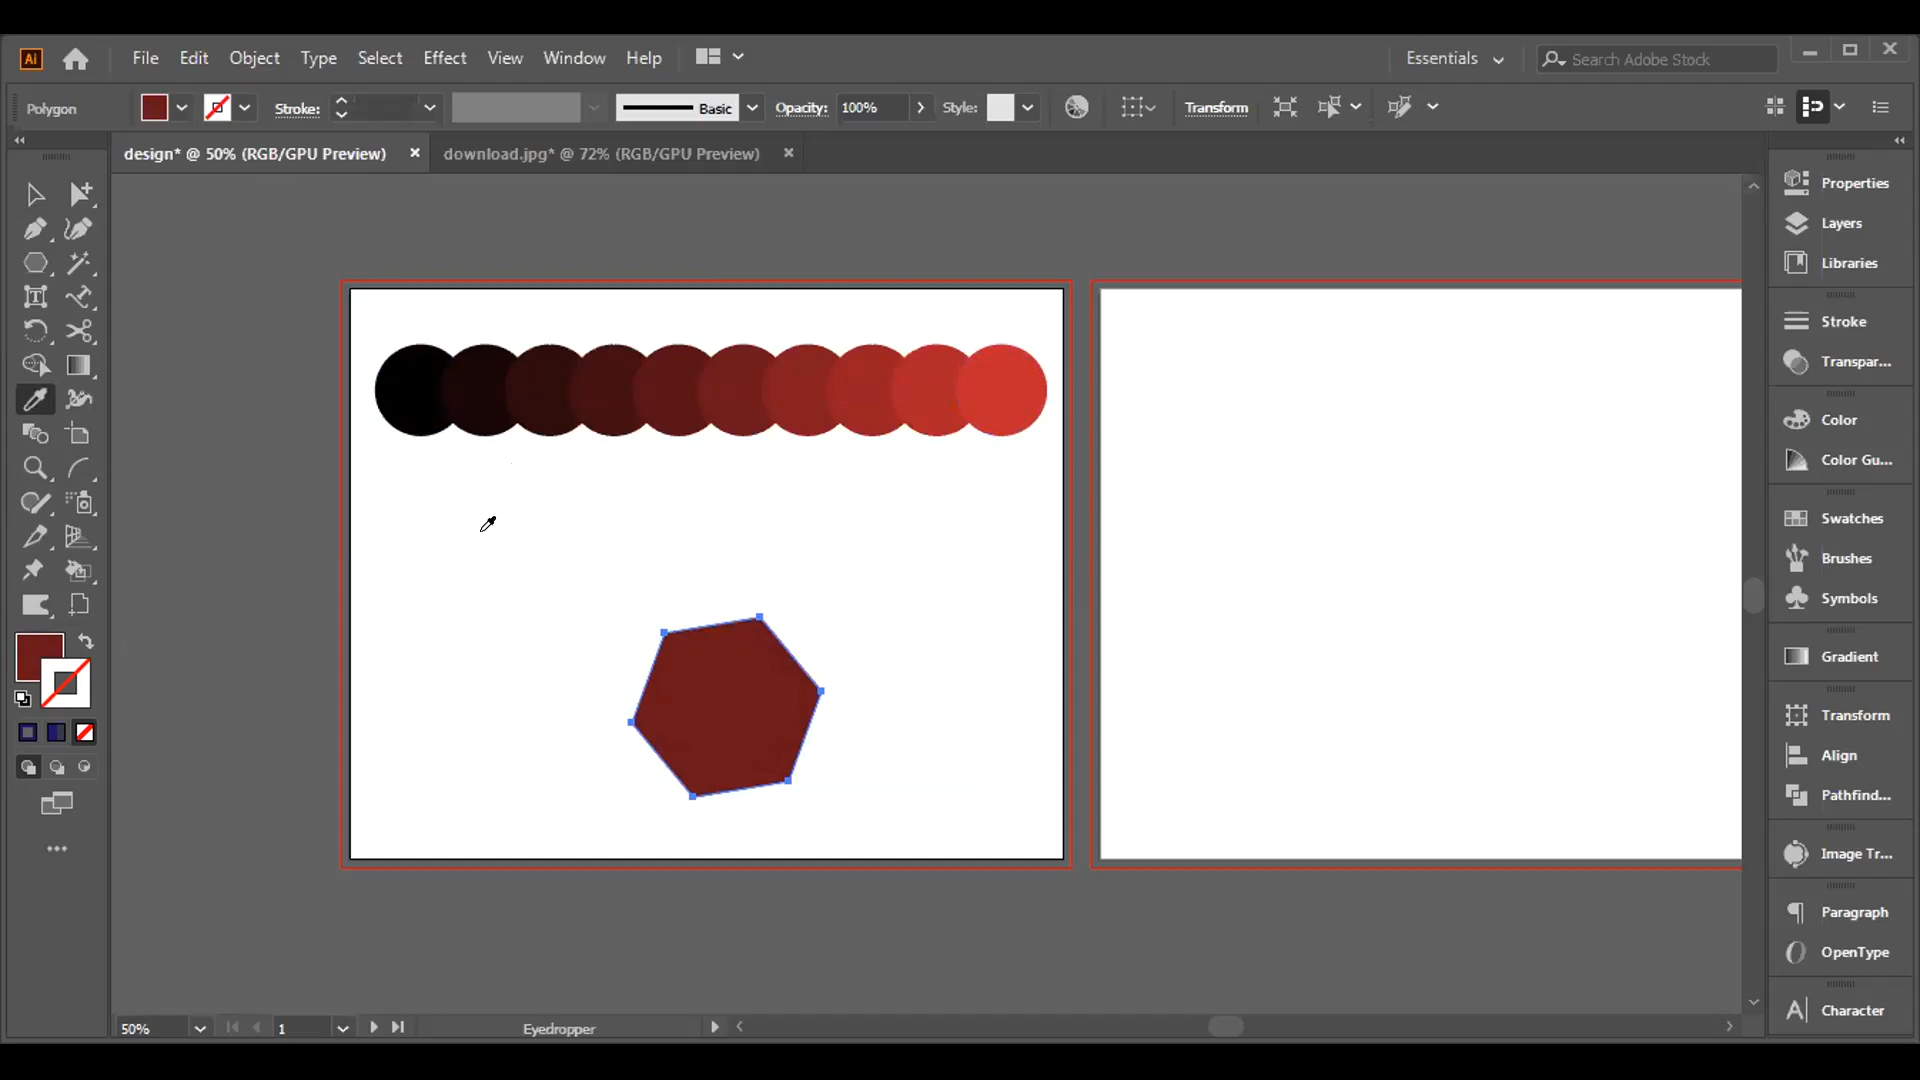 Ai File Edit Object Type Select Effect View Window Help Essentials Search Adobe Stock
Polygon Stroke: Basic Opacity: 100% Style: Transform
design* @ 50% (RGB/GPU Preview) download.jpg* @ 72% (RGB/GPU Preview)
Properties
Layers
Libraries
Stroke
Transpar...
Color
Color Gu...
Swatches
Brushes
Symbols
Gradient
Transform
Align
Pathfind...
Image Tr...
Paragraph
OpenType
Character
50% 1 Eyedropper